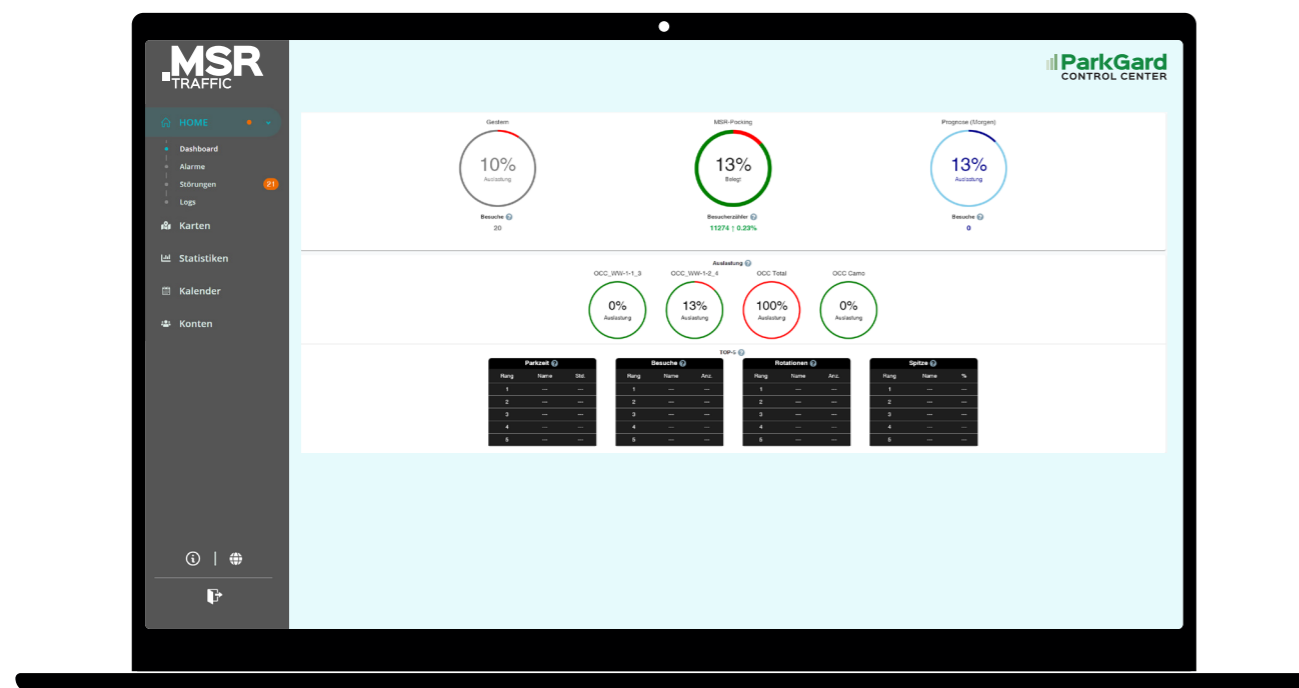 .MSR
TRAFFIC
ParkGard
CONTROL CENTER
HOME
Dashboard
Alarme
Störungen 21
Logs
Karten
Statistiken
Kalender
Konten
Gestern
10%
Auslastung
Besuche ?
20
MSR-Pocking
13%
Belegt
Besucherzähler ?
11274 ↑ 0.23%
Prognose (Morgen)
13%
Auslastung
Besuche ?
0
Auslastung ?
OCC_WW-1-1_3 OCC_WW-1-2_4 OCC Total OCC Camo
0% 13% 100% 0%
Auslastung Auslastung Auslastung Auslastung
TOP-5 ?
Parkzeit ?
Rang Name Std.
1 — —
2 — —
3 — —
4 — —
5 — —
Besuche ?
Rang Name Anz.
1 — —
2 — —
3 — —
4 — —
5 — —
Rotationen ?
Rang Name Anz.
1 — —
2 — —
3 — —
4 — —
5 — —
Spitze ?
Rang Name %
1 — —
2 — —
3 — —
4 — —
5 — —